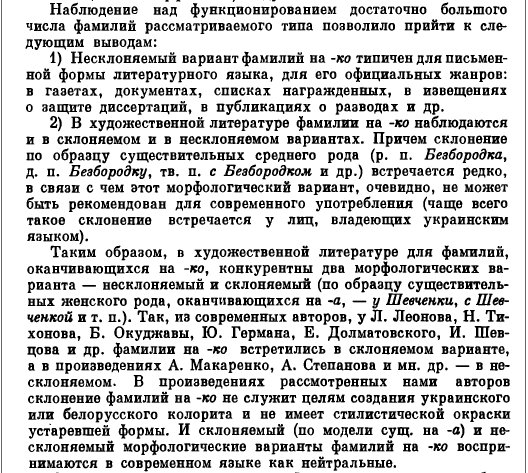 Наблюдение над функционированием достаточно большого
числа фамилий рассматриваемого типа позволило прийти к сле-
дующим выводам:
1) Несклоняемый вариант фамилий на -ко типичен для письмен-
ной формы литературного языка, для его официальных жанров:
в газетах, документах, списках награжденных, в извещениях
о защите диссертаций, в публикациях о разводах и др.
2) В художественной литературе фамилии на -ко наблюдаются
и в склоняемом и в несклоняемом вариантах. Причем склонение
по образцу существительных среднего рода (р. п. Безбородка,
д. п. Безбородку, тв. п. с Безбородком и др.) встречается редко,
в связи с чем этот морфологический вариант, очевидно, не может
быть рекомендован для современного употребления (чаще всего
такое склонение встречается у лиц, владеющих украинским
языком).
Таким образом, в художественной литературе для фамилий,
оканчивающихся на -ко, конкурентны два морфологических ва-
рианта — несклоняемый и склоняемый (по образцу существитель-
ных женского рода, оканчивающихся на -а, — у Шевченки, с Шев-
ченкой и т. п.). Так, из современных авторов, у Л. Леонова, Н. Ти-
хонова, Б. Окуджавы, Ю. Германа, Е. Долматовского, И. Шев-
цова и др. фамилии на -ко встретились в склоняемом варианте,
а в произведениях А. Макаренко, А. Степанова и мн. др. — в не-
склоняемом. В произведениях рассмотренных нами авторов
склонение фамилий на -ко не служит целям создания украинского
или белорусского колорита и не имеет стилистической окраски
устаревшей формы. И склоняемый (по модели сущ. на -а) и не-
склоняемый морфологические варианты фамилий на -ко воспри-
нимаются в современном языке как нейтральные.